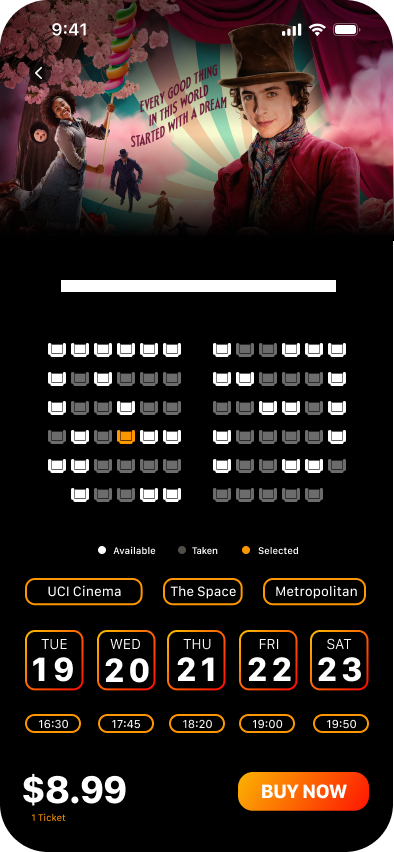 9:41
EVERY GOOD THING
IN THIS WORLD
STARTED WITH A DREAM
Available
Taken
Selected
UCI Cinema
The Space
Metropolitan
TUE
19
WED
20
THU
21
FRI
22
SAT
23
16:30
17:45
18:20
19:00
19:50
$8.99
1 Ticket
BUY NOW